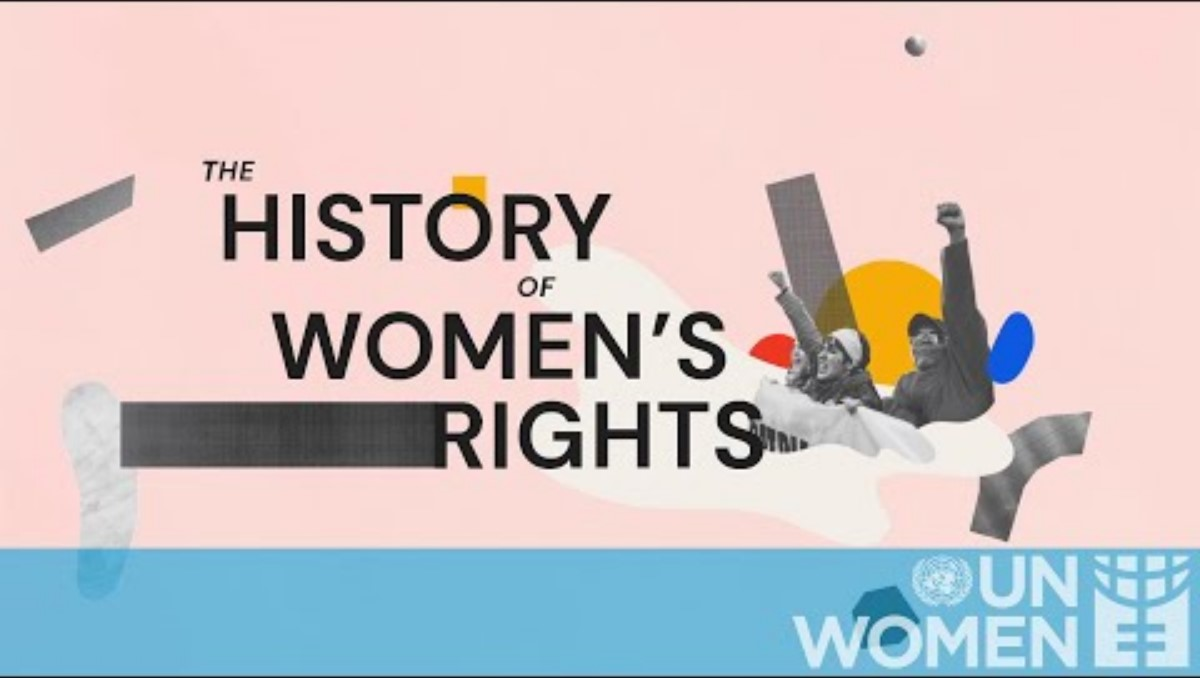 THE
HISTORY
OF
WOMEN'S
RIGHTS
UN
WOMEN